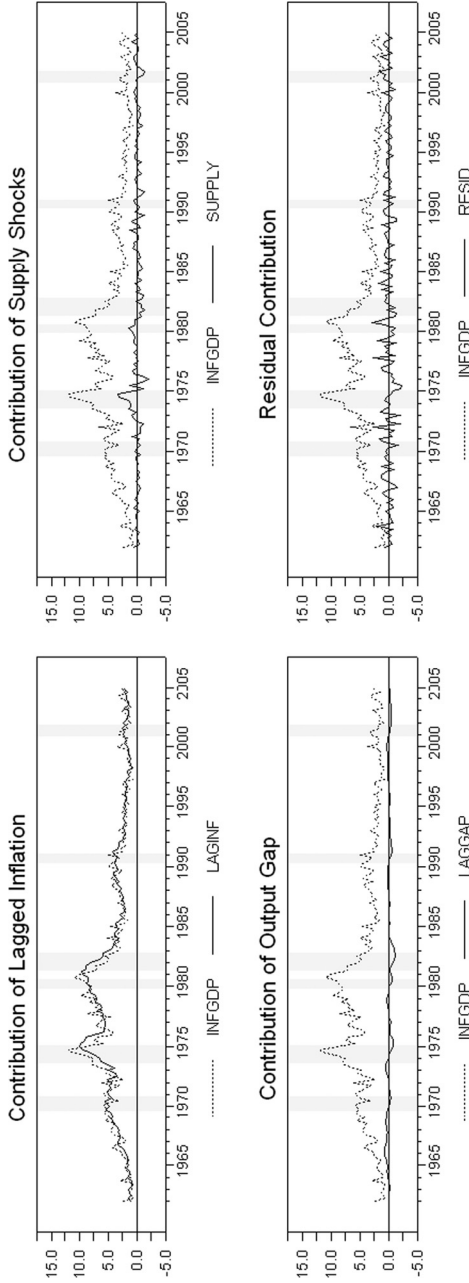 Contribution of Lagged Inflation
15.0
10.0
5.0
0.0
-5.0
1965 1970 1975 1980 1985 1990 1995 2000 2305
INFGDP LAGINF
Contribution of Supply Shocks
15.0
10.0
5.0
0.0
-5.0
1965 1970 1975 1980 1985 1990 1995 2000 2005
INFGDP SUPPLY
Contribution of Output Gap
15.0
10.0
5.0
0.0
-5.0
1965 1970 1975 1980 1985 1990 1995 2000 2305
INFGDP LAGGAP
Residual Contribution
15.0
10.0
5.0
0.0
-5.0
1965 1970 1975 1980 1985 1990 1995 2000 2005
INFGDP RESID